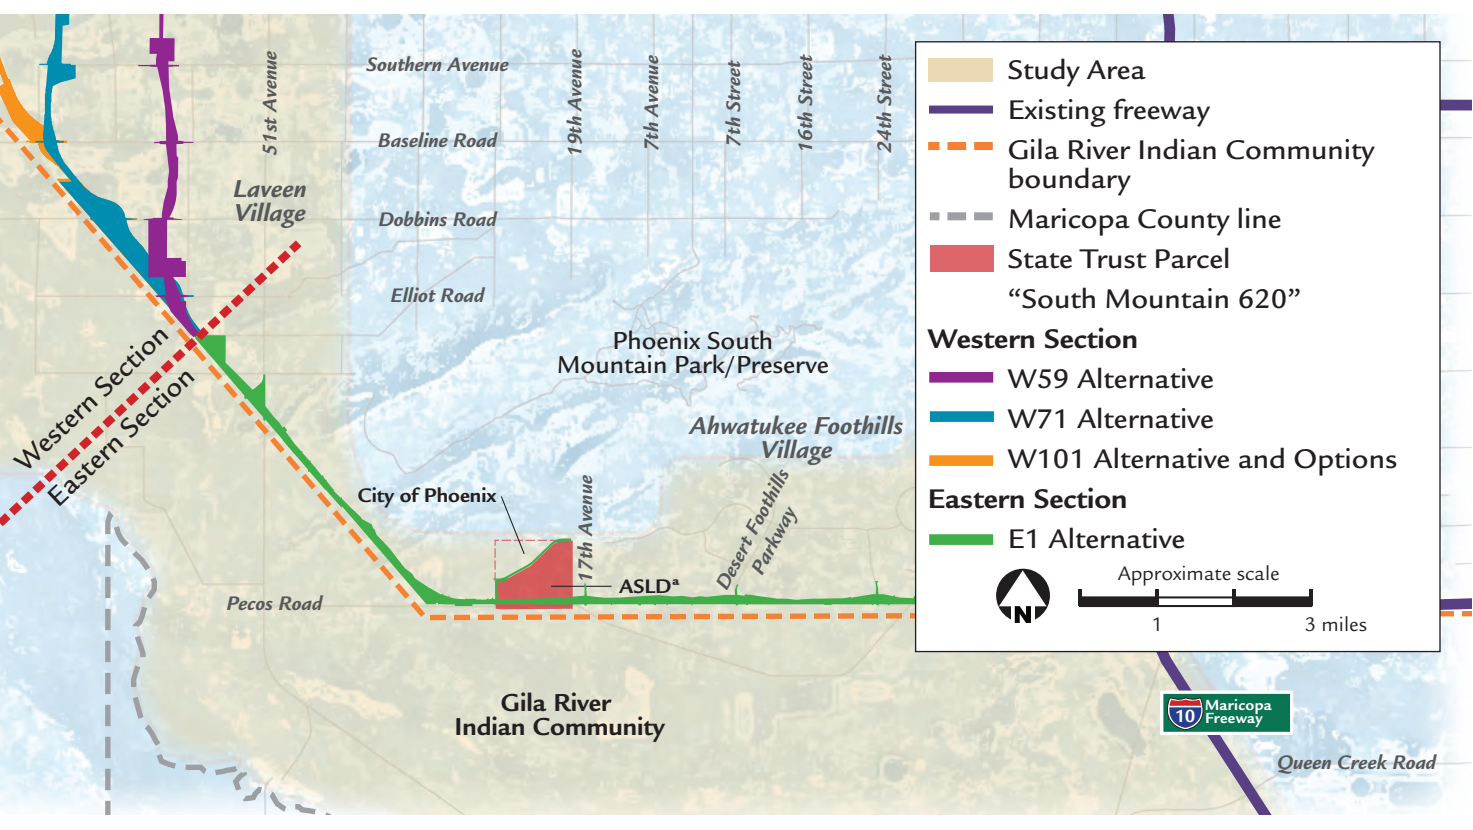 Southern Avenue
Baseline Road
Dobbins Road
Elliot Road
51st Avenue
19th Avenue
7th Avenue
7th Street
16th Street
24th Street
Laveen
Village
Western Section
Eastern Section
Phoenix South
Mountain Park/Preserve
Ahwatukee Foothills
Village
City of Phoenix
17th Avenue
Desert Foothills
Parkway
ASLDᵃ
Pecos Road
Gila River
Indian Community
Study Area
Existing freeway
Gila River Indian Community
boundary
Maricopa County line
State Trust Parcel
“South Mountain 620”
Western Section
W59 Alternative
W71 Alternative
W101 Alternative and Options
Eastern Section
E1 Alternative
N
Approximate scale
1 3 miles
10 Maricopa
Freeway
Queen Creek Road